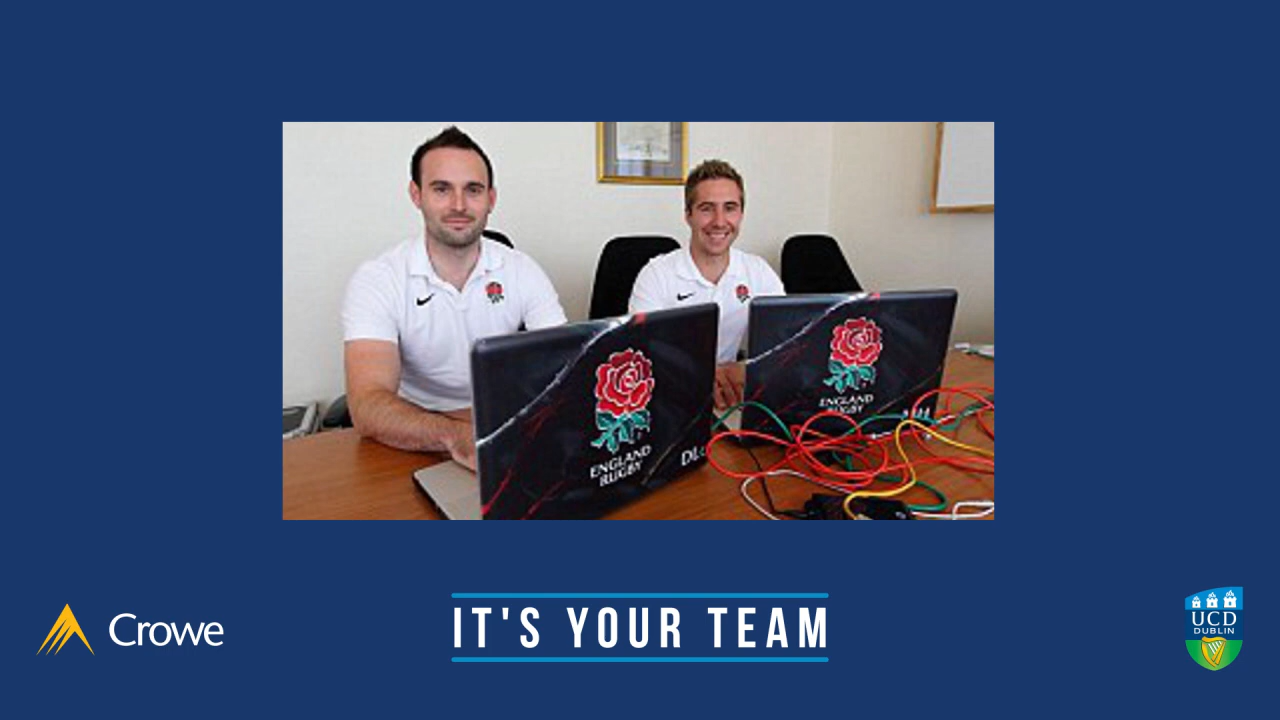 ENGLAND
RUGBY
ENGLAND
RUGBY
Crowe
IT'S YOUR TEAM
UCD
DUBLIN